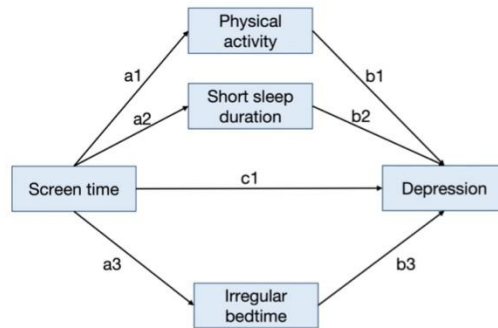 Physical
activity
a1
b1
Short sleep
duration
a2
b2
Screen time
c1
Depression
a3
b3
Irregular
bedtime